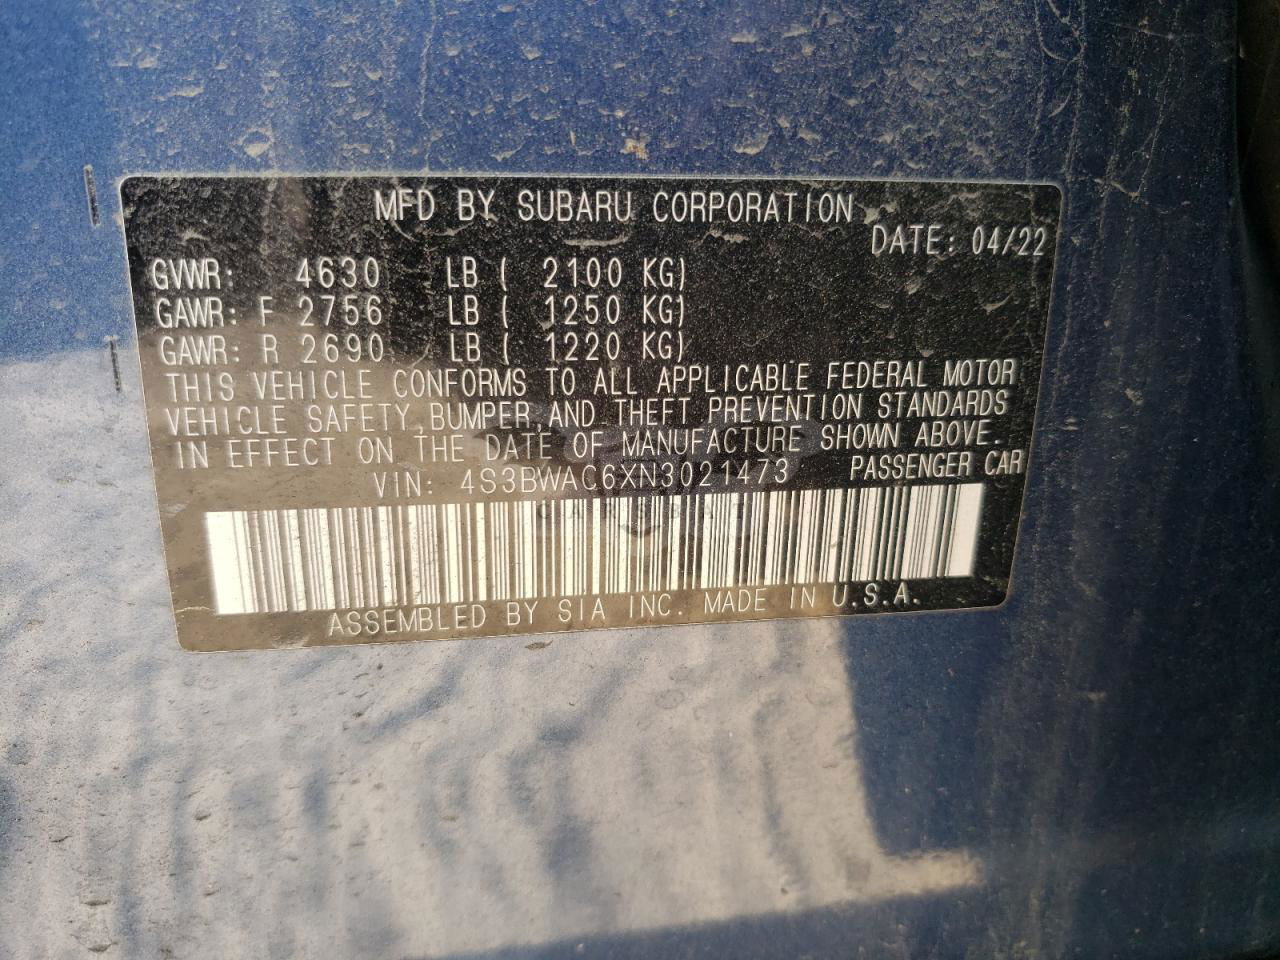 MFD BY SUBARU CORPORATION
DATE: 04/22
GVWR: 4630 LB ( 2100 KG)
GAWR: F 2756 LB ( 1250 KG)
GAWR: R 2690 LB ( 1220 KG)
THIS VEHICLE CONFORMS TO ALL APPLICABLE FEDERAL MOTOR
VEHICLE SAFETY, BUMPER, AND THEFT PREVENTION STANDARDS
IN EFFECT ON THE DATE OF MANUFACTURE SHOWN ABOVE.
VIN: 4S3BWAC6XN3021473 PASSENGER CAR
ASSEMBLED BY SIA INC. MADE IN U.S.A.